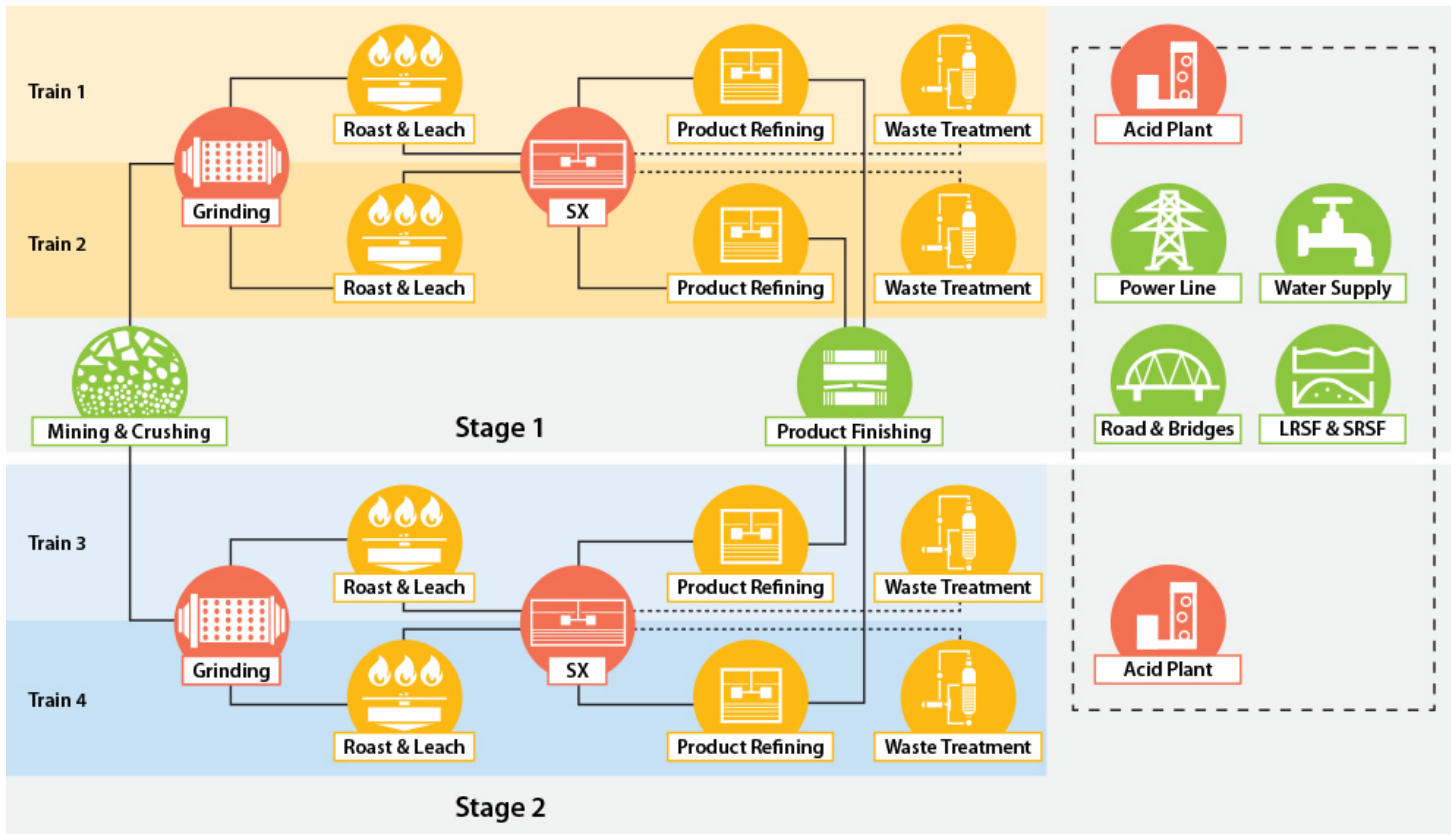 Train 1
Roast & Leach
Product Refining
Waste Treatment
Acid Plant
Grinding
SX
Train 2
Roast & Leach
Product Refining
Waste Treatment
Power Line
Water Supply
Mining & Crushing
Stage 1
Product Finishing
Road & Bridges
LRSF & SRSF
Train 3
Roast & Leach
Product Refining
Waste Treatment
Grinding
SX
Acid Plant
Train 4
Roast & Leach
Product Refining
Waste Treatment
Stage 2